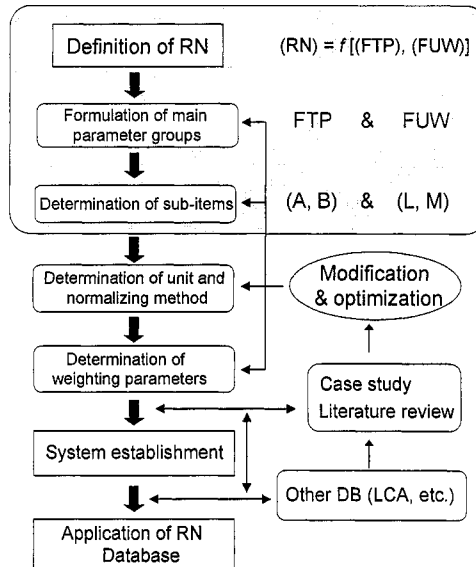 Definition of RN
(RN) = f [(FTP), (FUW)]
Formulation of main
parameter groups
FTP & FUW
Determination of sub-items
(A, B) & (L, M)
Determination of unit and
normalizing method
Modification
& optimization
Determination of
weighting parameters
Case study
Literature review
System establishment
Other DB (LCA, etc.)
Application of RN
Database